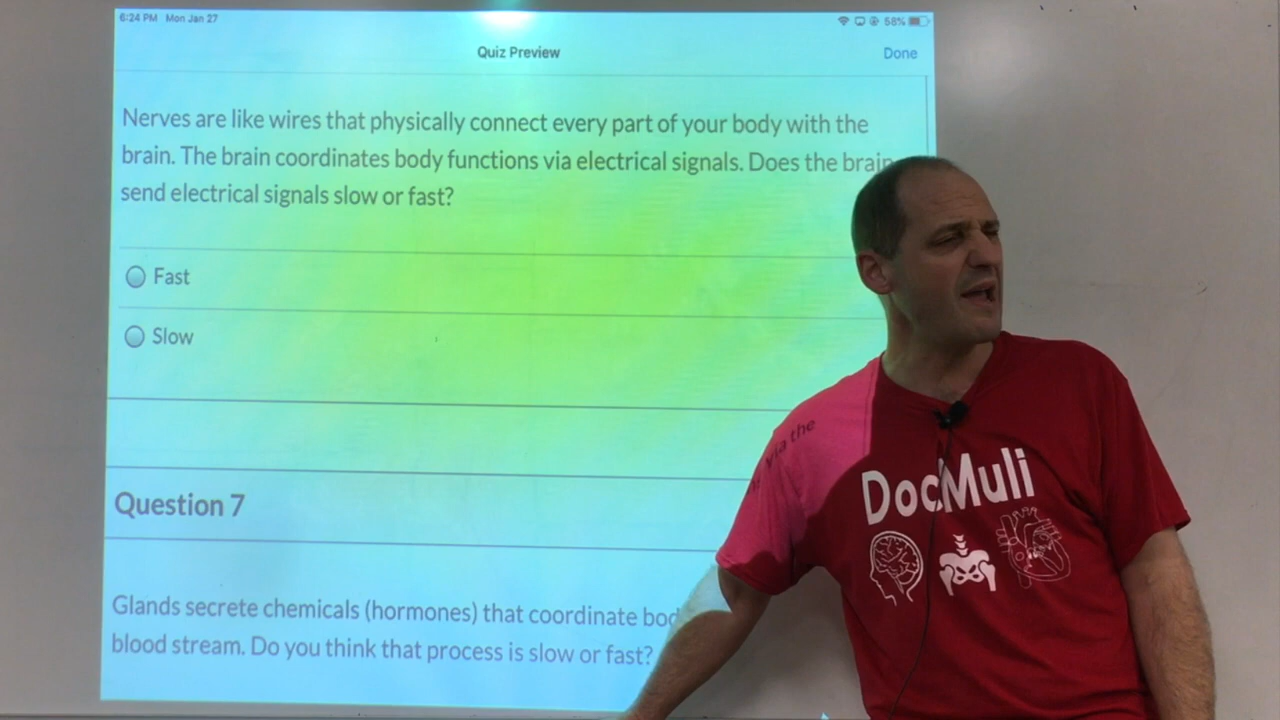 6:24 PM Mon Jan 27
58%
Quiz Preview
Done
Nerves are like wires that physically connect every part of your body with the
brain. The brain coordinates body functions via electrical signals. Does the brain
send electrical signals slow or fast?
Fast
Slow
Question 7
Glands secrete chemicals (hormones) that coordinate bod
via the
blood stream. Do you think that process is slow or fast?
DocMuli